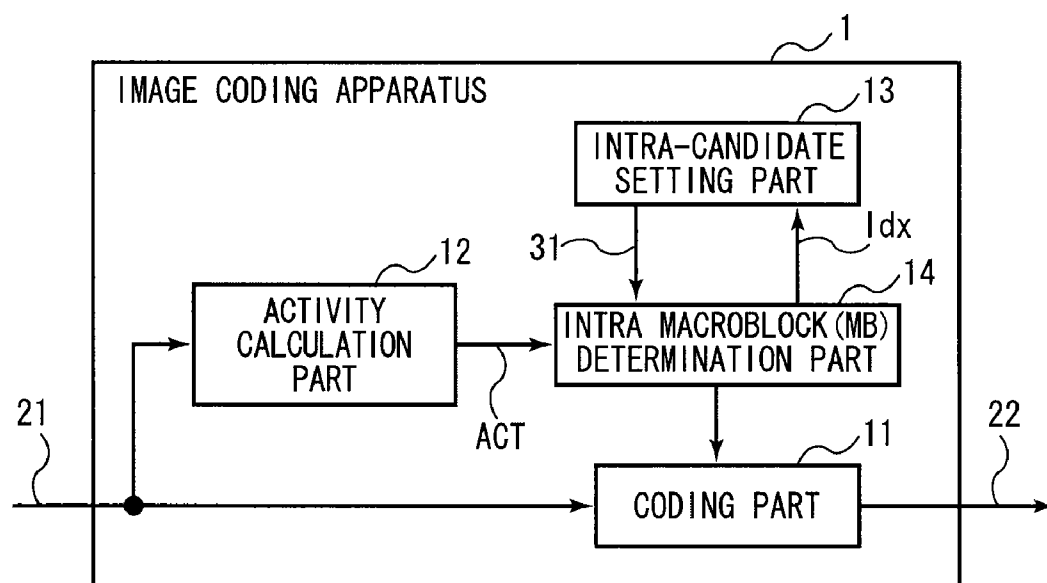 1
IMAGE CODING APPARATUS
13
INTRA-CANDIDATE
SETTING PART
31
Idx
12
14
ACTIVITY
CALCULATION
PART
INTRA MACROBLOCK(MB)
DETERMINATION PART
21
ACT
11
22
CODING PART